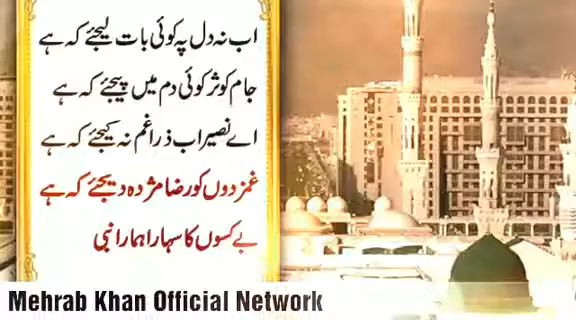 اب نہ دل پہ کوئی بات لیجئے کہ ہے
جامِ کوثر کوئی دم میں پیجئے کہ ہے
اے نصیر اب ذرا غم نہ کیجئے کہ ہے
غمزدوں کو رضا مژدہ دیجئے کہ ہے
بے کسوں کا سہارا ہمارا نبی
Mehrab Khan Official Network